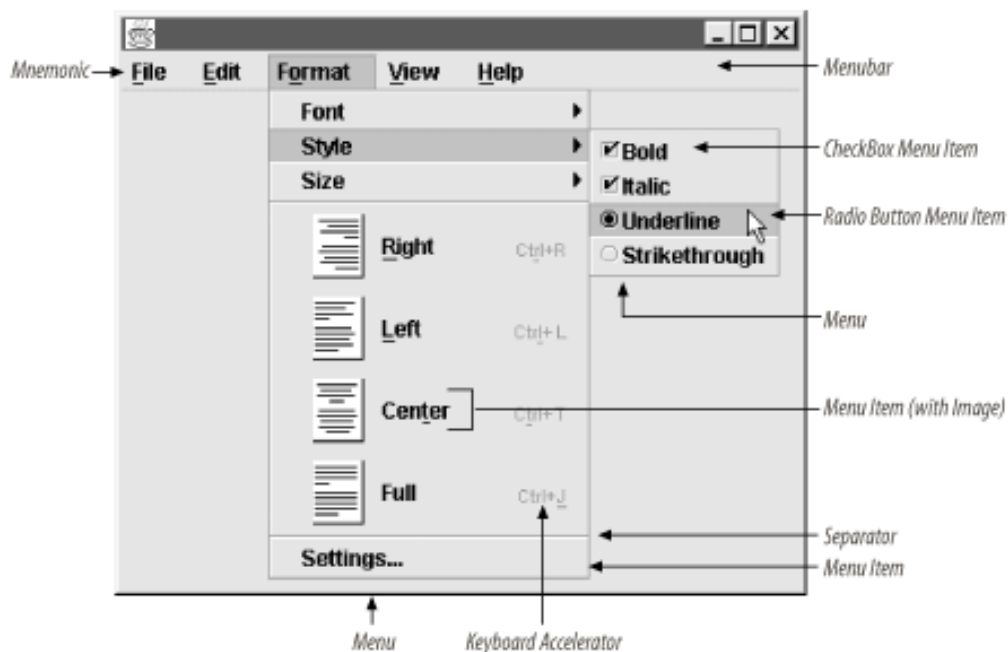 Mnemonic File Edit Format View Help Menubar
Font
Style Bold CheckBox Menu Item
Size Italic
Underline Radio Button Menu Item
Right Ctrl+R Strikethrough
Menu
Left Ctrl+L
Center Ctrl+T Menu Item (with Image)
Full Ctrl+J
Separator
Settings... Menu Item
Menu Keyboard Accelerator